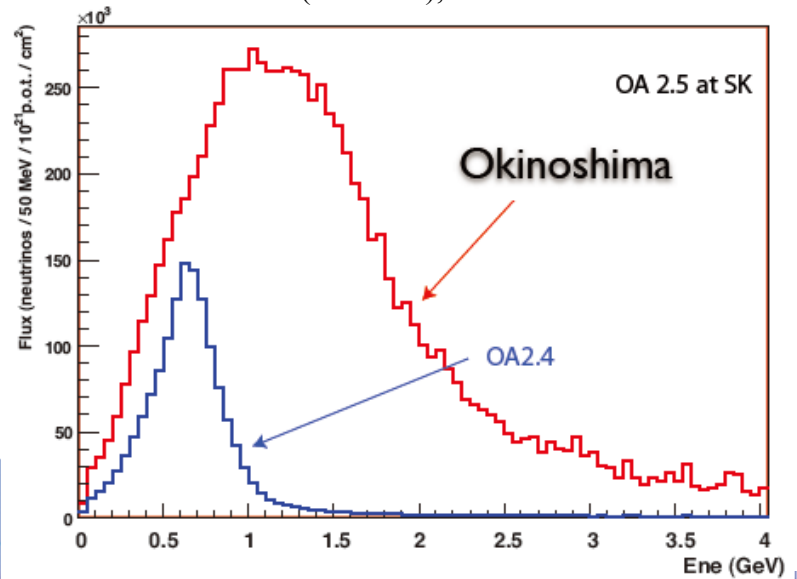 ×10³
Flux (neutrinos / 50 MeV / 10²¹p.o.t. / cm²)
250
200
150
100
50
0
OA 2.5 at SK
Okinoshima
OA2.4
0 0.5 1 1.5 2 2.5 3 3.5 4
Ene (GeV)